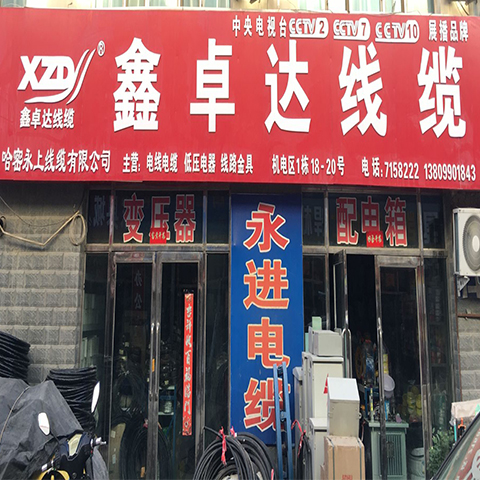 中央电视台 CCTV2 CCTV7 CCTV10 展播品牌
XZD ®
鑫卓达线缆
鑫卓达线缆
哈密永上线缆有限公司 主营: 电线电缆 低压电器 线路金具 机电区1栋18-20号 电话:7158222 13809901843
变压器
配电箱
永进电缆